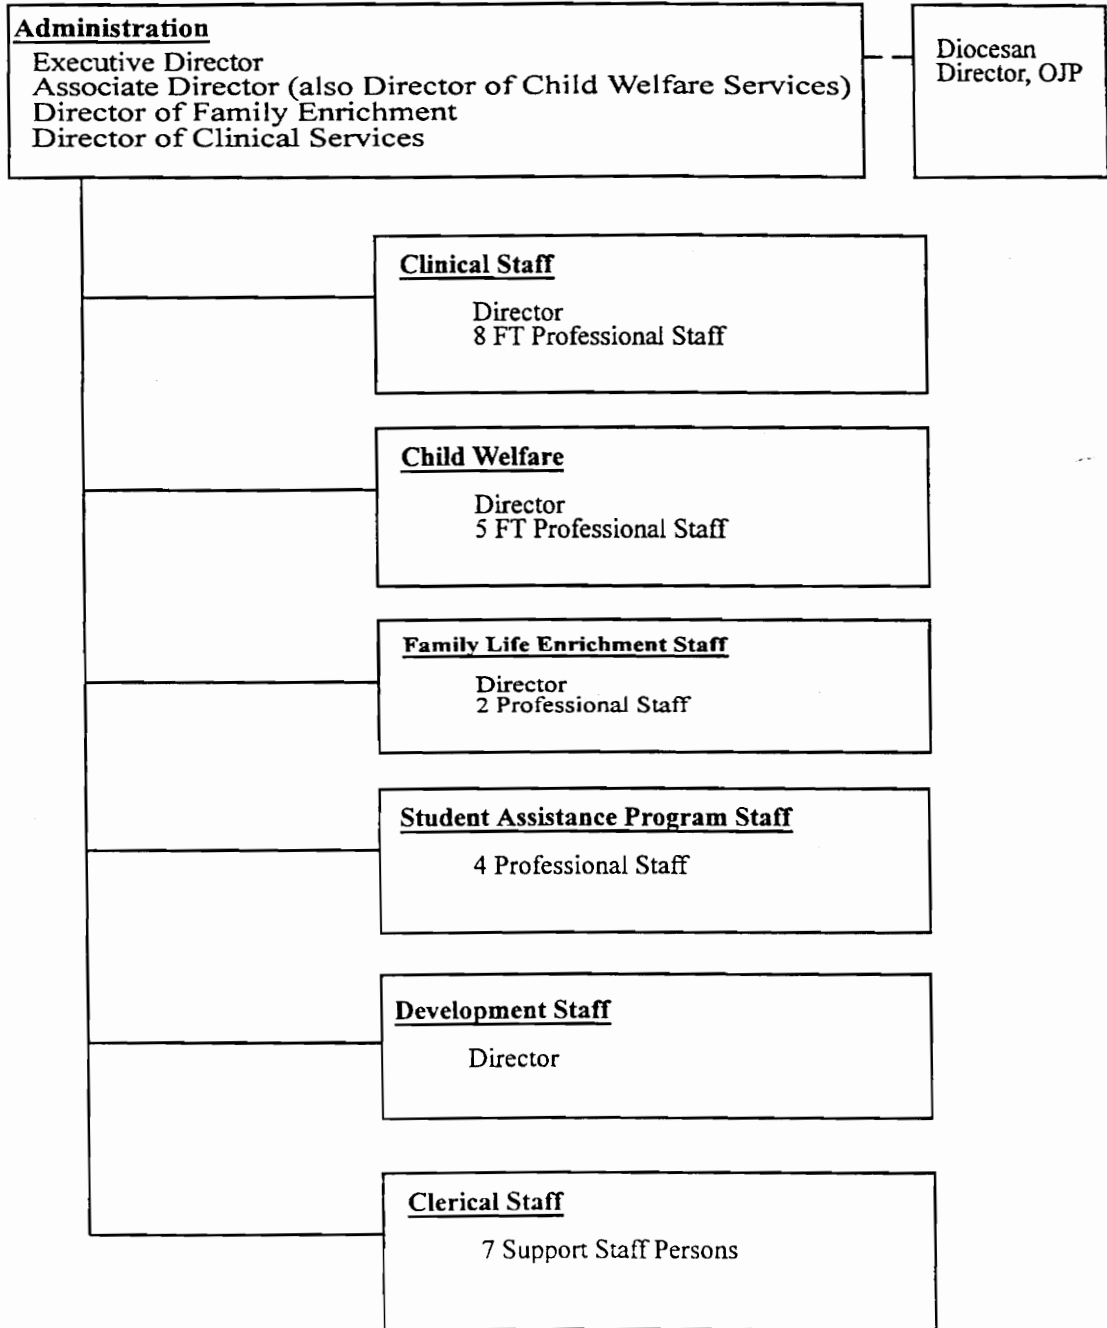 Administration
Executive Director
Associate Director (also Director of Child Welfare Services)
Director of Family Enrichment
Director of Clinical Services
Diocesan
Director, OJP
Clinical Staff
Director
8 FT Professional Staff
Child Welfare
Director
5 FT Professional Staff
Family Life Enrichment Staff
Director
2 Professional Staff
Student Assistance Program Staff
4 Professional Staff
Development Staff
Director
Clerical Staff
7 Support Staff Persons